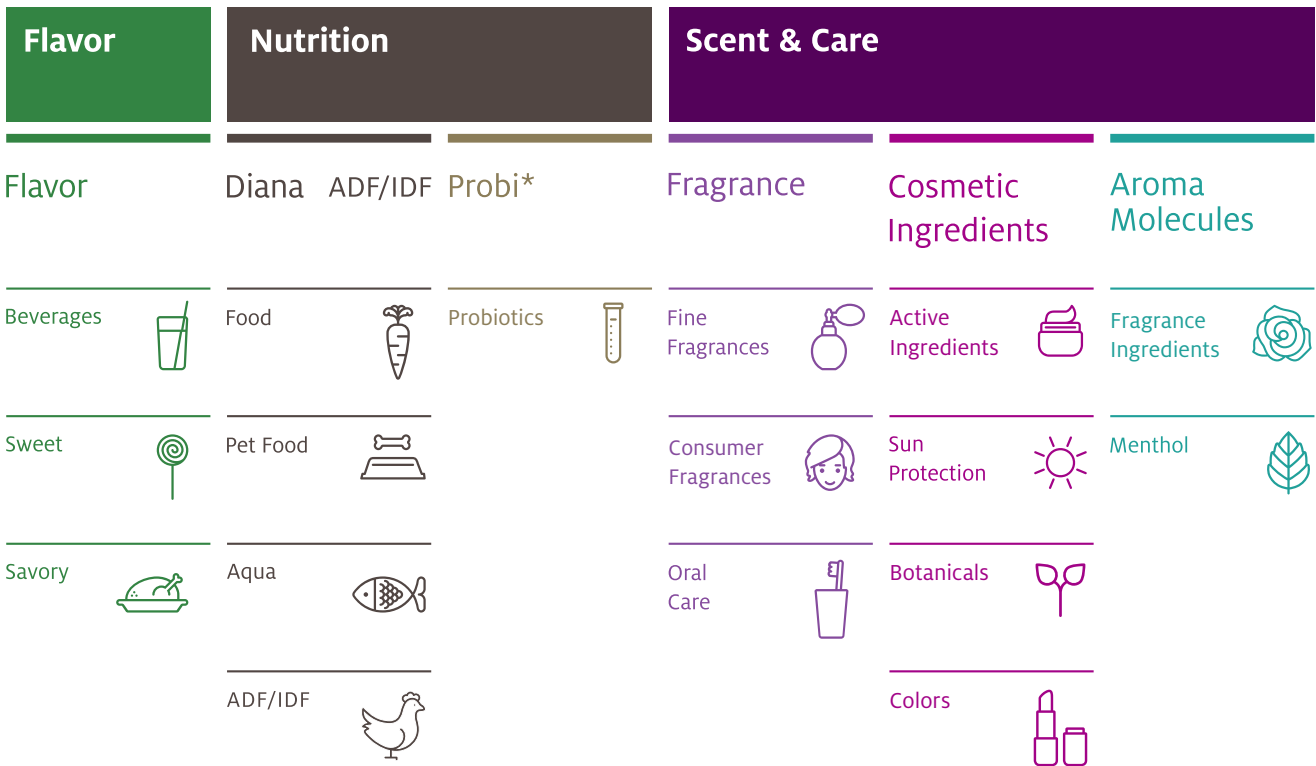 Flavor
Nutrition
Scent & Care
Flavor
Diana ADF/IDF
Probi*
Fragrance
Cosmetic
Ingredients
Aroma
Molecules
Beverages
Food
Probiotics
Fine
Fragrances
Active
Ingredients
Fragrance
Ingredients
Sweet
Pet Food
Consumer
Fragrances
Sun
Protection
Menthol
Savory
Aqua
Oral
Care
Botanicals
ADF/IDF
Colors